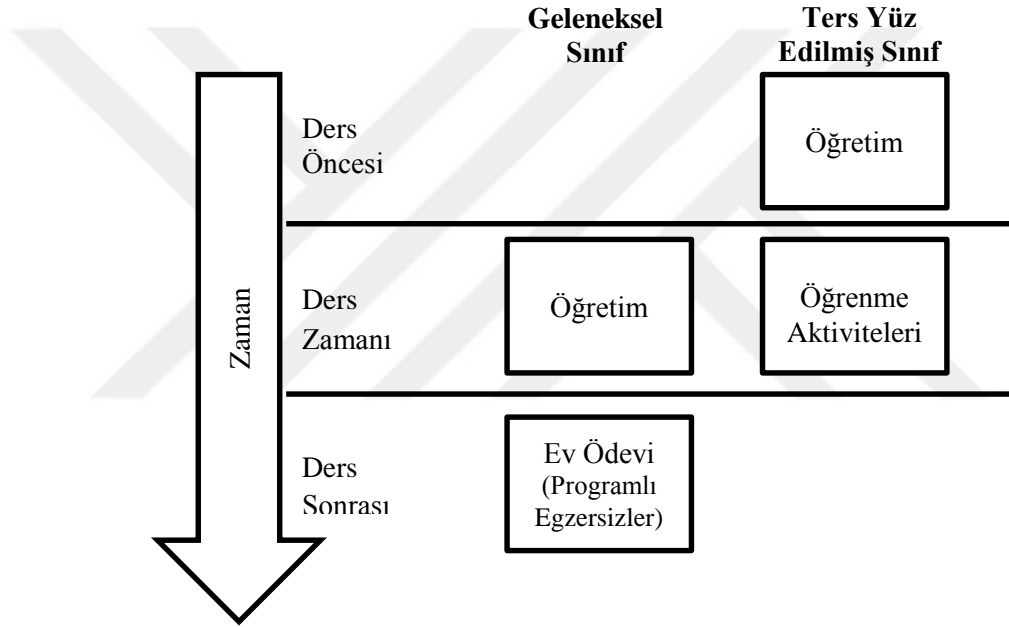 Geleneksel
Sınıf
Ters Yüz
Edilmiş Sınıf
Ders
Öncesi
Öğretim
Zaman
Ders
Zamanı
Öğretim
Öğrenme
Aktiviteleri
Ders
Sonrası
Ev Ödevi
(Programlı
Egzersizler)